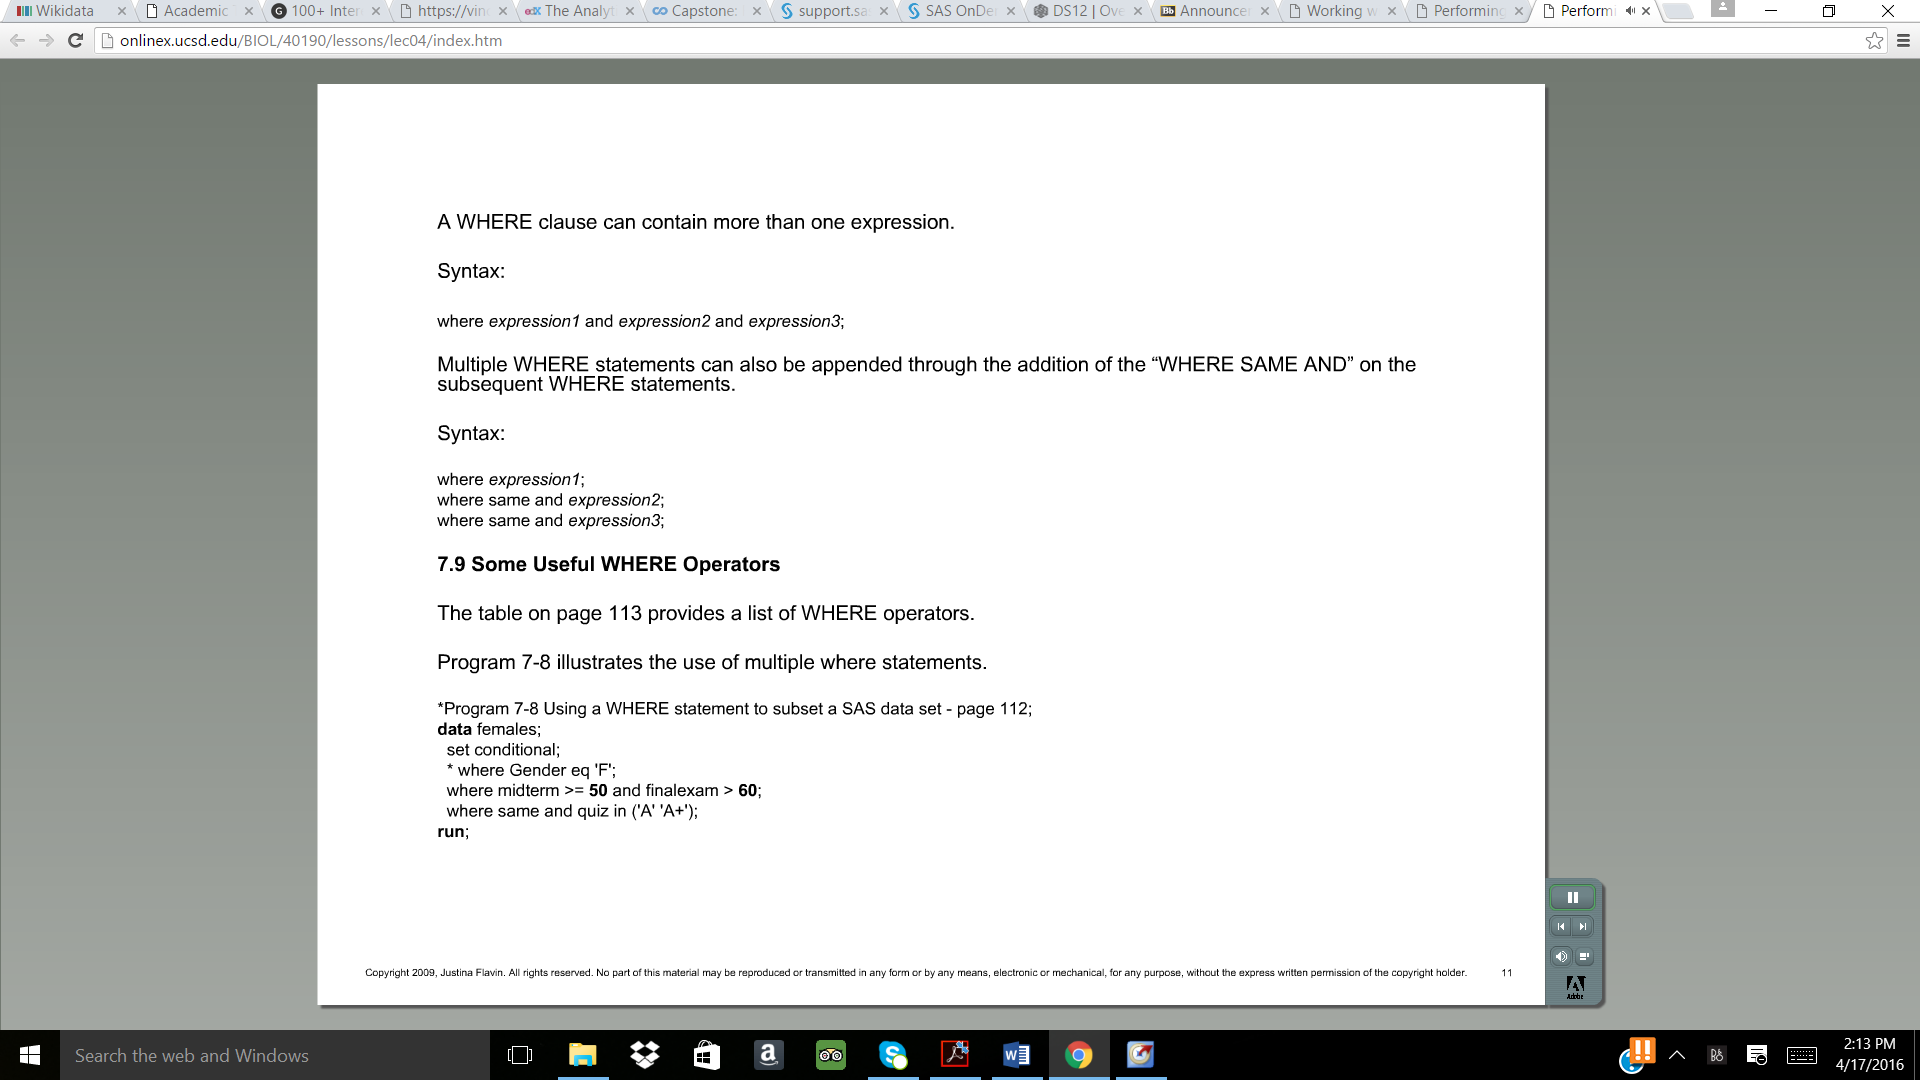 Wikidata
Academic
100+ Inter
https://vin
The Analyt
Capstone:
support.sa
SAS OnDe
DS12 | Ove
Announce
Working w
Performing
Perform
onlinex.ucsd.edu/BIOL/40190/lessons/lec04/index.htm
A WHERE clause can contain more than one expression.
Syntax:
where expression1 and expression2 and expression3;
Multiple WHERE statements can also be appended through the addition of the “WHERE SAME AND” on the
subsequent WHERE statements.
Syntax:
where expression1;
where same and expression2;
where same and expression3;
7.9 Some Useful WHERE Operators
The table on page 113 provides a list of WHERE operators.
Program 7-8 illustrates the use of multiple where statements.
*Program 7-8 Using a WHERE statement to subset a SAS data set - page 112;
data females;
set conditional;
* where Gender eq 'F';
where midterm >= 50 and finalexam > 60;
where same and quiz in ('A' 'A+');
run;
Copyright 2009, Justina Flavin. All rights reserved. No part of this material may be reproduced or transmitted in any form or by any means, electronic or mechanical, for any purpose, without the express written permission of the copyright holder. 11
Adobe
Search the web and Windows
2:13 PM
4/17/2016